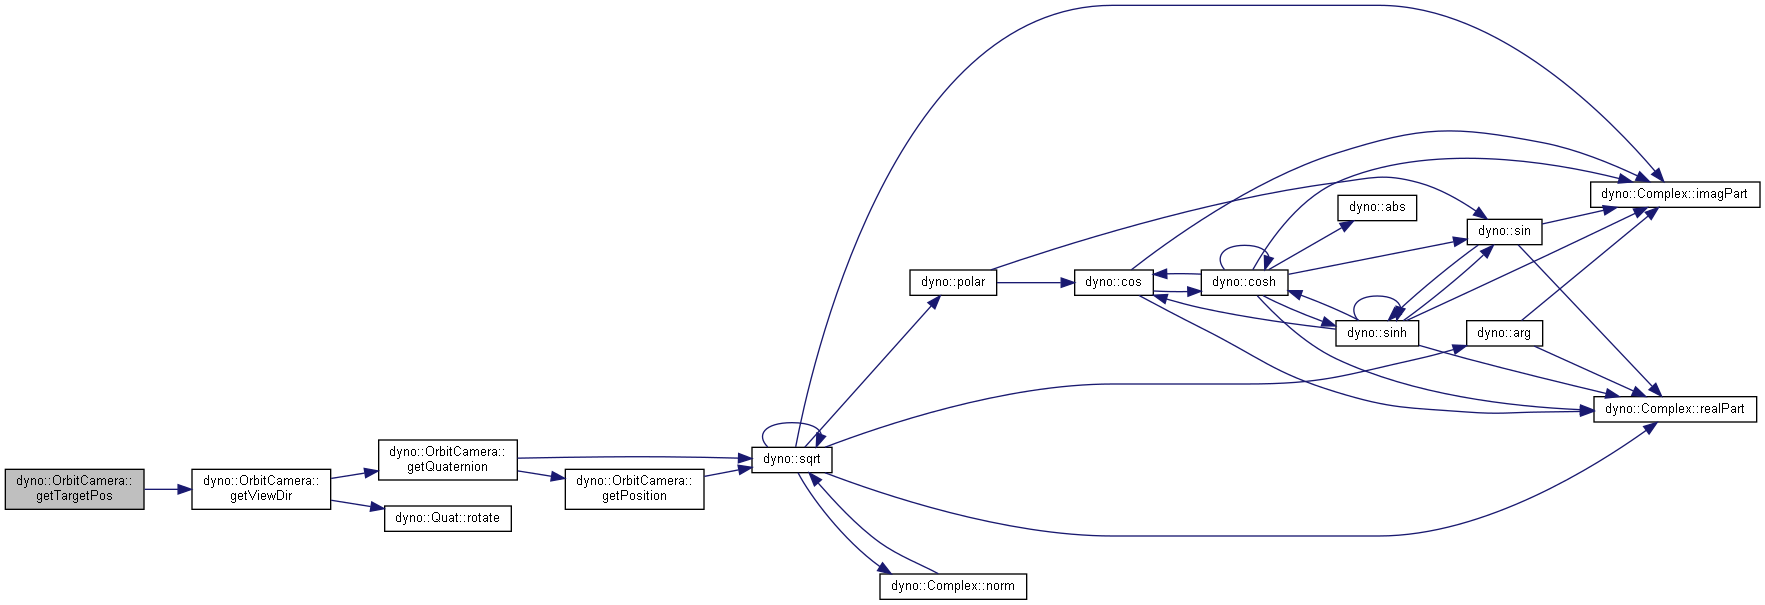 dyno::OrbitCamera::
getTargetPos
dyno::OrbitCamera::
getViewDir
dyno::OrbitCamera::
getQuaternion
dyno::Quat::rotate
dyno::OrbitCamera::
getPosition
dyno::sqrt
dyno::polar
dyno::Complex::norm
dyno::cos
dyno::cosh
dyno::abs
dyno::sinh
dyno::sin
dyno::arg
dyno::Complex::imagPart
dyno::Complex::realPart